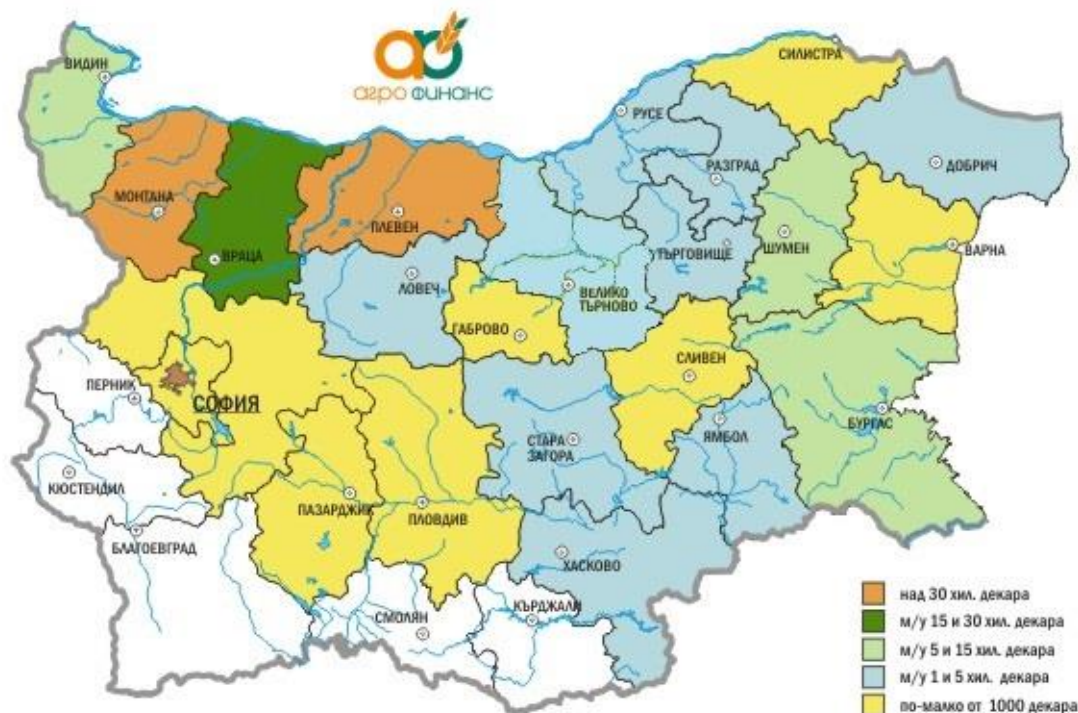 агро финанс
ВИДИН
СИЛИСТРА
РУСЕ
ДОБРИЧ
РАЗГРАД
МОНТАНА
ПЛЕВЕН
ВРАЦА
ЛОВЕЧ
ВЕЛИКО
ТЪРНОВО
ТЪРГОВИЩЕ
ШУМЕН
ВАРНА
ГАБРОВО
СЛИВЕН
ПЕРНИК
СОФИЯ
СТАРА
ЗАГОРА
ЯМБОЛ
БУРГАС
КЮСТЕНДИЛ
ПАЗАРДЖИК
ПЛОВДИВ
БЛАГОЕВГРАД
ХАСКОВО
СМОЛЯН
КЪРДЖАЛИ
над 30 хил. декара
м/у 15 и 30 хил. декара
м/у 5 и 15 хил. декара
м/у 1 и 5 хил. декара
по-малко от 1000 декара